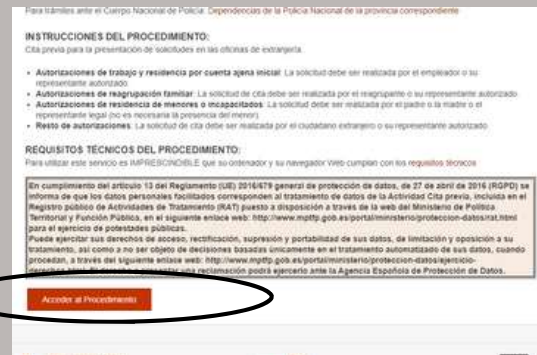 Para trámites ante el Cuerpo Nacional de Policía: Dependencias de la Policía Nacional de la provincia correspondiente
INSTRUCCIONES DEL PROCEDIMIENTO:
Cita previa para la presentación de solicitudes en las oficinas de extranjería.
Autorizaciones de trabajo y residencia por cuenta ajena inicial: La solicitud debe ser realizada por el empleador o su
representante autorizado
Autorizaciones de reagrupación familiar: La solicitud de cita debe ser realizada por el reagrupante o su representante autorizado
Autorizaciones de residencia de menores o incapacitados: La solicitud debe ser realizada por el padre o la madre o el
representante legal (no es necesaria la presencia del menor)
Resto de autorizaciones: La solicitud de cita debe ser realizada por el ciudadano extranjero o su representante autorizado
REQUISITOS TÉCNICOS DEL PROCEDIMIENTO:
Para utilizar este servicio es IMPRESCINDIBLE que su ordenador y su navegador Web cumplan con los requisitos técnicos
En cumplimiento del artículo 13 del Reglamento (UE) 2016/679 general de protección de datos, de 27 de abril de 2016 (RGPD) se
informa de que los datos personales facilitados corresponden al tratamiento de datos de la Actividad Cita previa, incluida en el
Registro público de Actividades de Tratamiento (RAT) puesto a disposición a través de la web del Ministerio de Política
Territorial y Función Pública, en el siguiente enlace web: http://www.mptfp.gob.es/portal/ministerio/proteccion-datos/rat.html
para el ejercicio de potestades públicas.
Puede ejercitar sus derechos de acceso, rectificación, supresión y portabilidad de sus datos, de limitación y oposición a su
tratamiento, así como a no ser objeto de decisiones basadas únicamente en el tratamiento automatizado de sus datos, cuando
procedan, a través del siguiente enlace web: http://www.mptfp.gob.es/portal/ministerio/proteccion-datos/ejercicio-
derechos.html. Si derecho a presentar una reclamación podrá ejercerlo ante la Agencia Española de Protección de Datos.
Acceder al Procedimiento